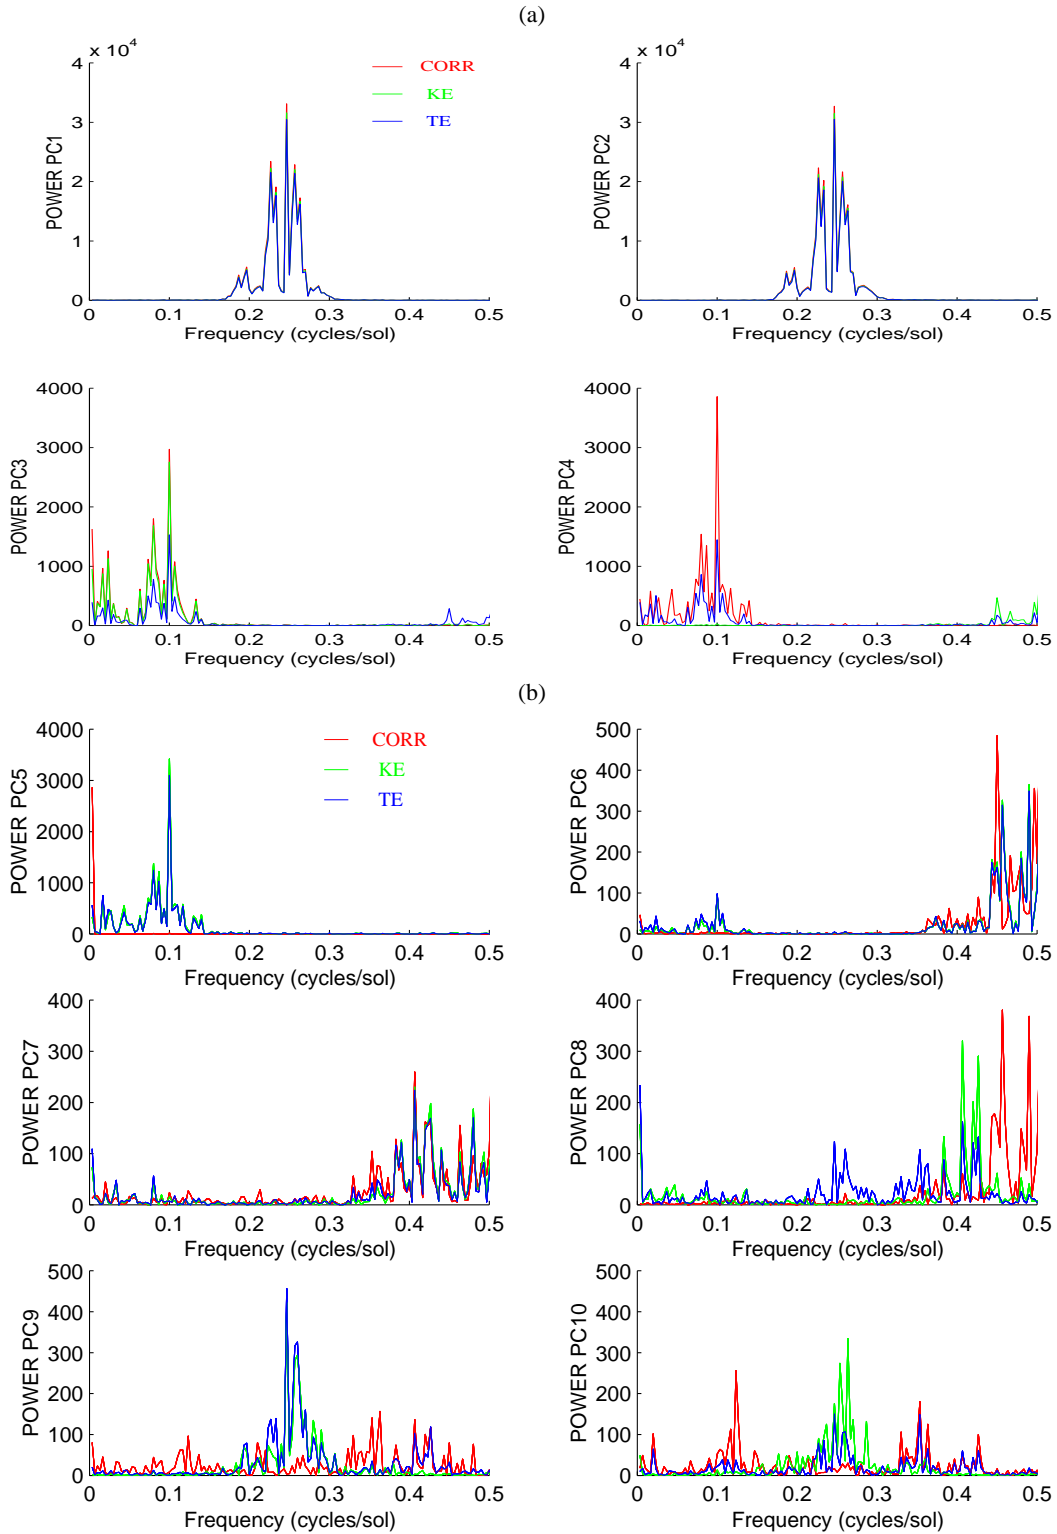 (a)
x 10^4
4
3
2
1
0
POWER PC1
CORR
KE
TE
0 0.1 0.2 0.3 0.4 0.5
Frequency (cycles/sol)
x 10^4
4
3
2
1
0
POWER PC2
0 0.1 0.2 0.3 0.4 0.5
Frequency (cycles/sol)
4000
3000
2000
1000
0
POWER PC3
0 0.1 0.2 0.3 0.4 0.5
Frequency (cycles/sol)
4000
3000
2000
1000
0
POWER PC4
0 0.1 0.2 0.3 0.4 0.5
Frequency (cycles/sol)
(b)
4000
3000
2000
1000
0
POWER PC5
CORR
KE
TE
0 0.1 0.2 0.3 0.4 0.5
Frequency (cycles/sol)
500
400
300
200
100
0
POWER PC6
0 0.1 0.2 0.3 0.4 0.5
Frequency (cycles/sol)
400
300
200
100
0
POWER PC7
0 0.1 0.2 0.3 0.4 0.5
Frequency (cycles/sol)
400
300
200
100
0
POWER PC8
0 0.1 0.2 0.3 0.4 0.5
Frequency (cycles/sol)
500
400
300
200
100
0
POWER PC9
0 0.1 0.2 0.3 0.4 0.5
Frequency (cycles/sol)
500
400
300
200
100
0
POWER PC10
0 0.1 0.2 0.3 0.4 0.5
Frequency (cycles/sol)